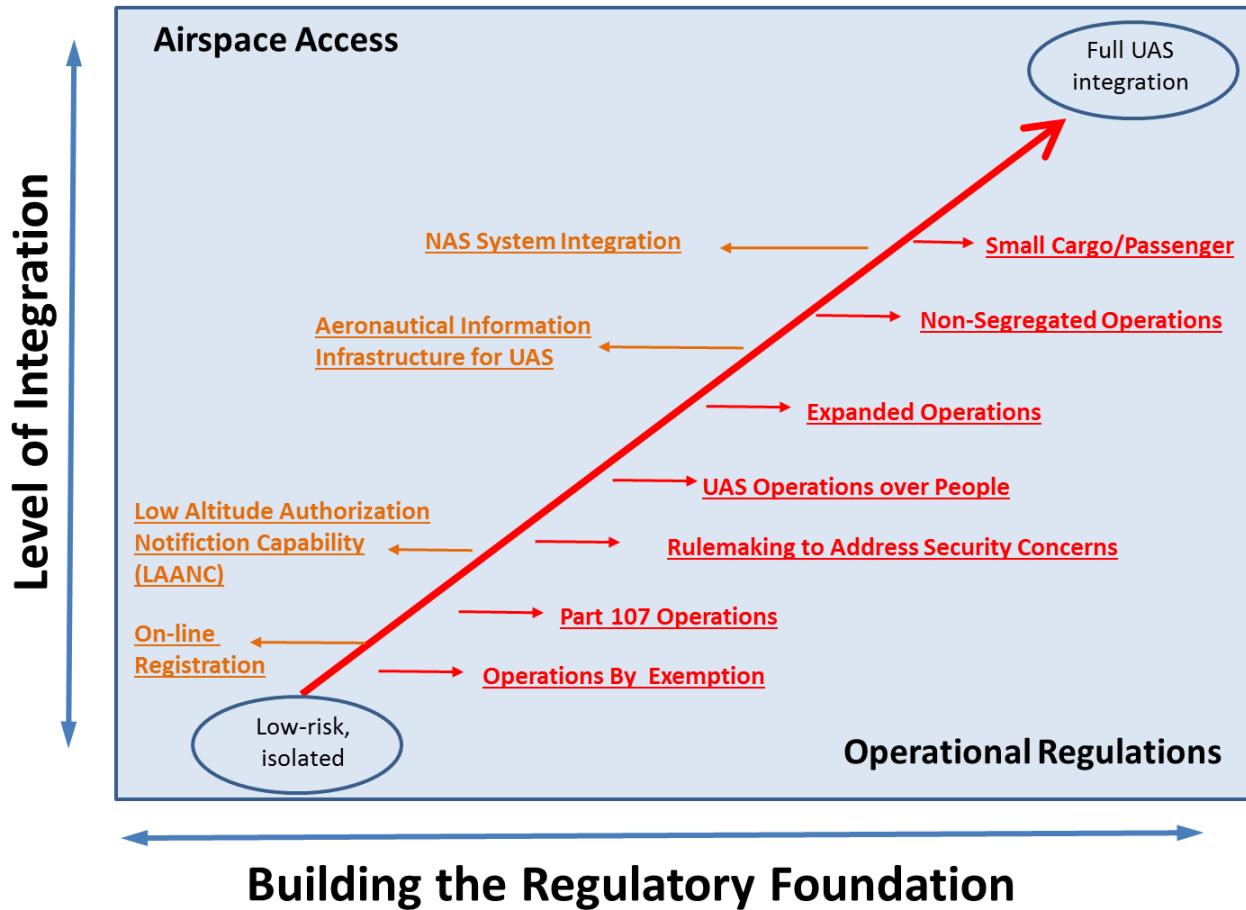 Airspace Access
Full UAS
integration
Level of Integration
NAS System Integration
Small Cargo/Passenger
Aeronautical Information
Infrastructure for UAS
Non-Segregated Operations
Expanded Operations
UAS Operations over People
Low Altitude Authorization
Notifiction Capability
(LAANC)
Rulemaking to Address Security Concerns
Part 107 Operations
On-line
Registration
Operations By Exemption
Low-risk,
isolated
Operational Regulations
Building the Regulatory Foundation